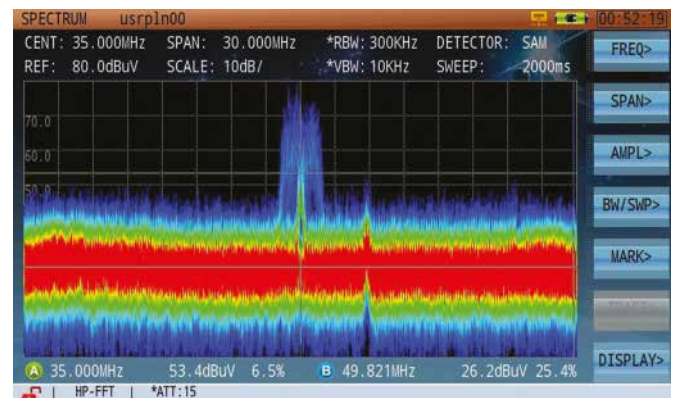 SPECTRUM usrpln00 00:52:19
CENT: 35.000MHz SPAN: 30.000MHz *RBW: 300KHz DETECTOR: SAM
REF: 80.0dBuV SCALE: 10dB/ *VBW: 10KHz SWEEP: 2000ms
FREQ>
SPAN>
70.0
AMPL>
60.0
50.0
BW/SWP>
MARK>
DISPLAY>
A 35.000MHz 53.4dBuV 6.5% B 49.821MHz 26.2dBuV 25.4%
HP-FFT | *ATT:15